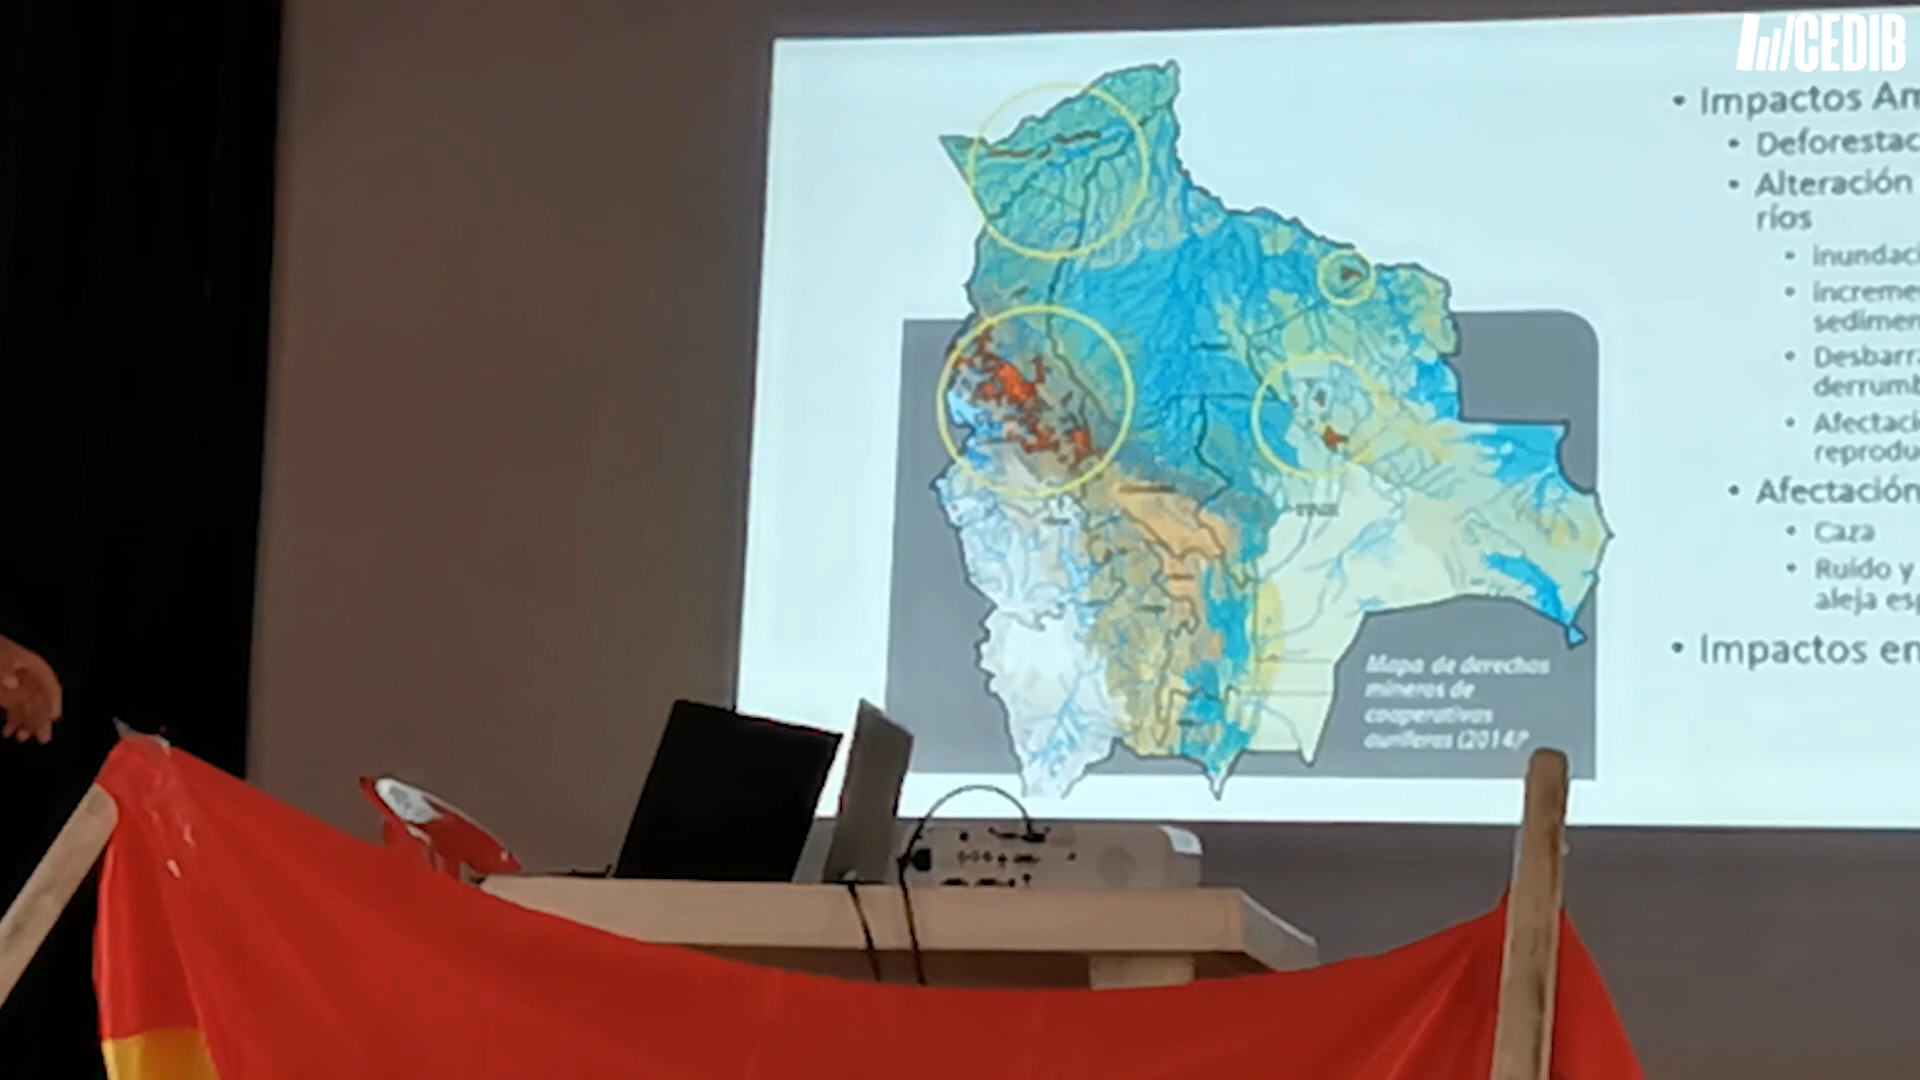 CEDIB
• Impactos Am
• Deforestac
• Alteración
ríos
• inundaci
• increme
sedimen
• Desbarra
derrumb
• Afectaci
reprodu
• Afectación
• Caza
• Ruido y
aleja esp
• Impactos en
Mapa de derechos
mineros de
cooperativas
auríferas (2014)